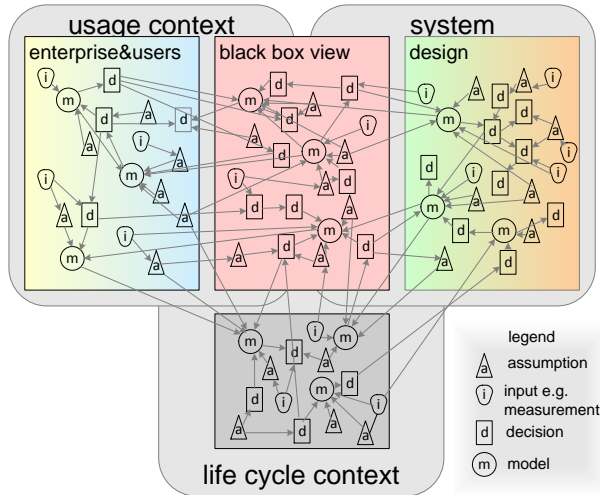 usage context
system
enterprise&users
black box view
design
i
d
m
a
d
d
a
i
a
m
i
a
d
a
i
m
a
d
d
m
a
d
i
a
d
m
a
i
a
d
d
d
a
m
d
a
a
d
i
a
a
i
d
m
d
d
a
d
i
d
i
d
i
d
a
a
m
d
m
a
d
a
d
m
i
m
d
a
a
m
d
d
i
i
a
d
a
a
life cycle context
legend
a
assumption
i
input e.g.
measurement
d
decision
m
model